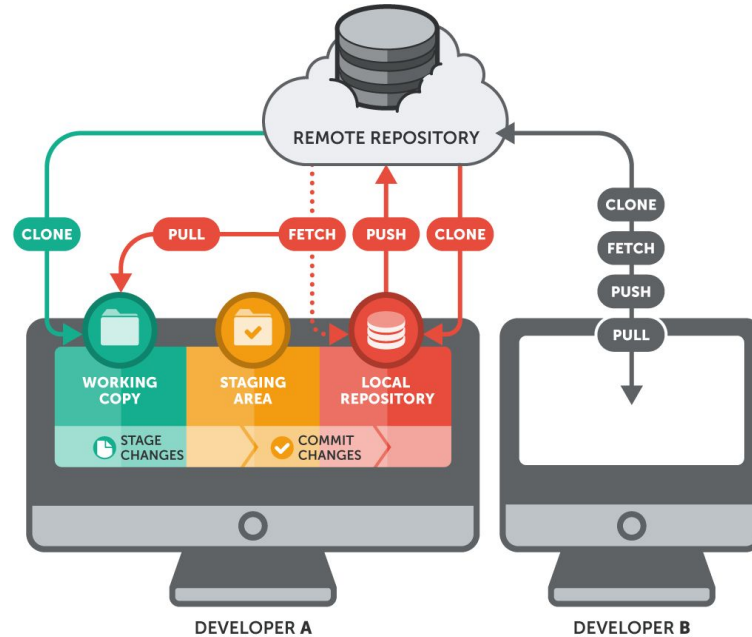 REMOTE REPOSITORY
CLONE
PULL
FETCH
PUSH
CLONE
CLONE
FETCH
PUSH
PULL
WORKING
COPY
STAGING
AREA
LOCAL
REPOSITORY
STAGE
CHANGES
COMMIT
CHANGES
DEVELOPER A
DEVELOPER B